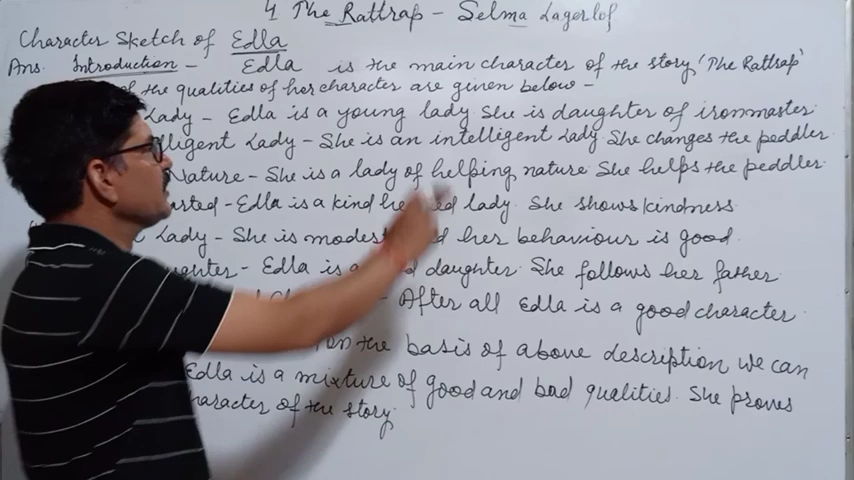 4 The Rattrap - Selma Lagerlof
Character Sketch of Edla
Ans. Introduction - Edla is the main character of the story 'The Rattrap'
the qualities of her character are given below -
Lady - Edla is a young lady She is daughter of ironmaster
lligent Lady - She is an intelligent Lady She changes the peddler
Nature - She is a lady of helping nature She helps the peddler
rted - Edla is a kind he ed lady. She shows kindness
Lady - She is modest d her behaviour is good
ghter - Edla is a d daughter. She follows her father
- After all Edla is a good character
on the basis of above description we can
Edla is a mixture of good and bad qualities. She proves
haracter of the story.